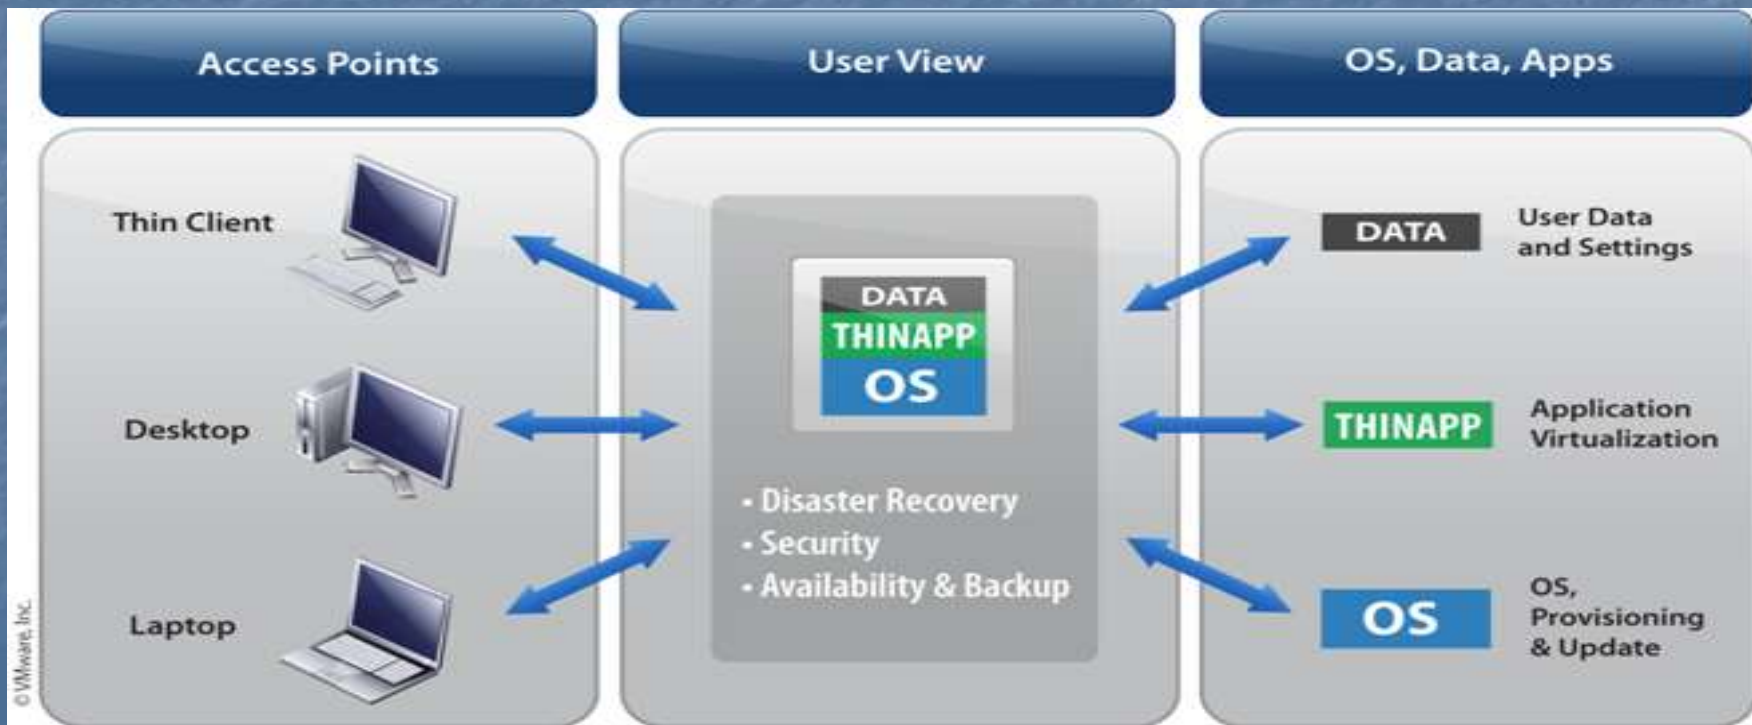 Access Points
User View
OS, Data, Apps
Thin Client
Desktop
Laptop
DATA
THINAPP
OS
• Disaster Recovery
• Security
• Availability & Backup
DATA
User Data
and Settings
THINAPP
Application
Virtualization
OS
OS,
Provisioning
& Update
© VMware, Inc.